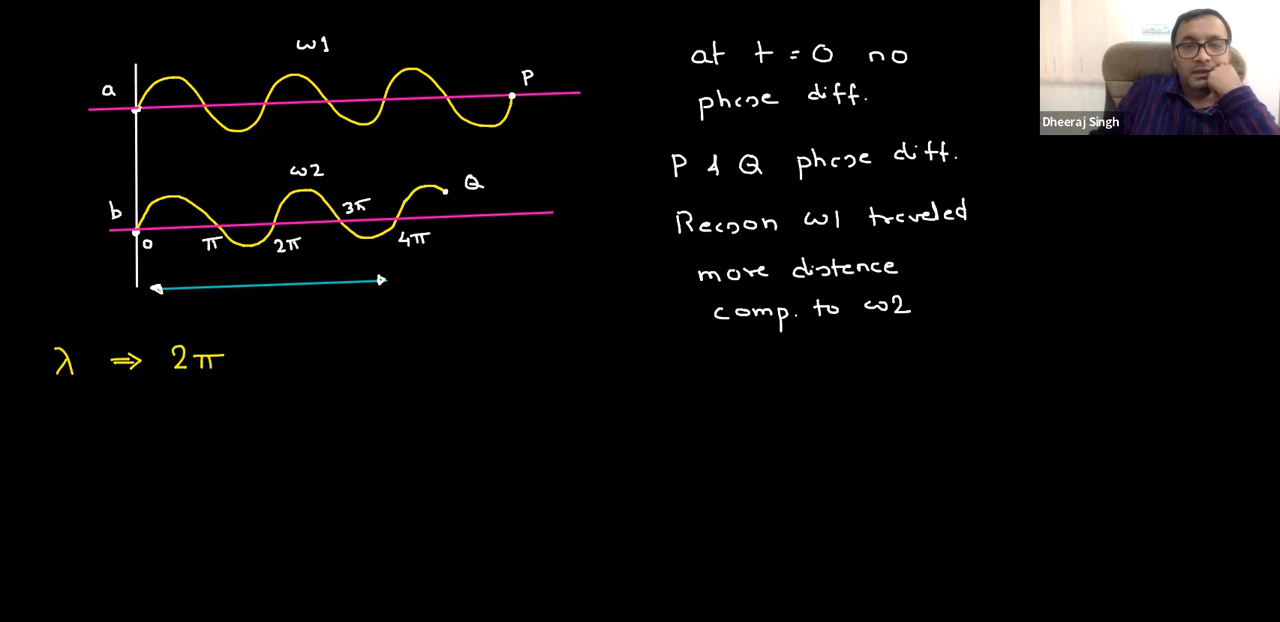 ω1
a
P
ω2
Q
b
3π
0
π
2π
4π
λ ⇒ 2π
at t = 0 no
phase diff.
P & Q phase diff.
Reason ω1 traveled
more distence
comp. to ω2
Dheeraj Singh